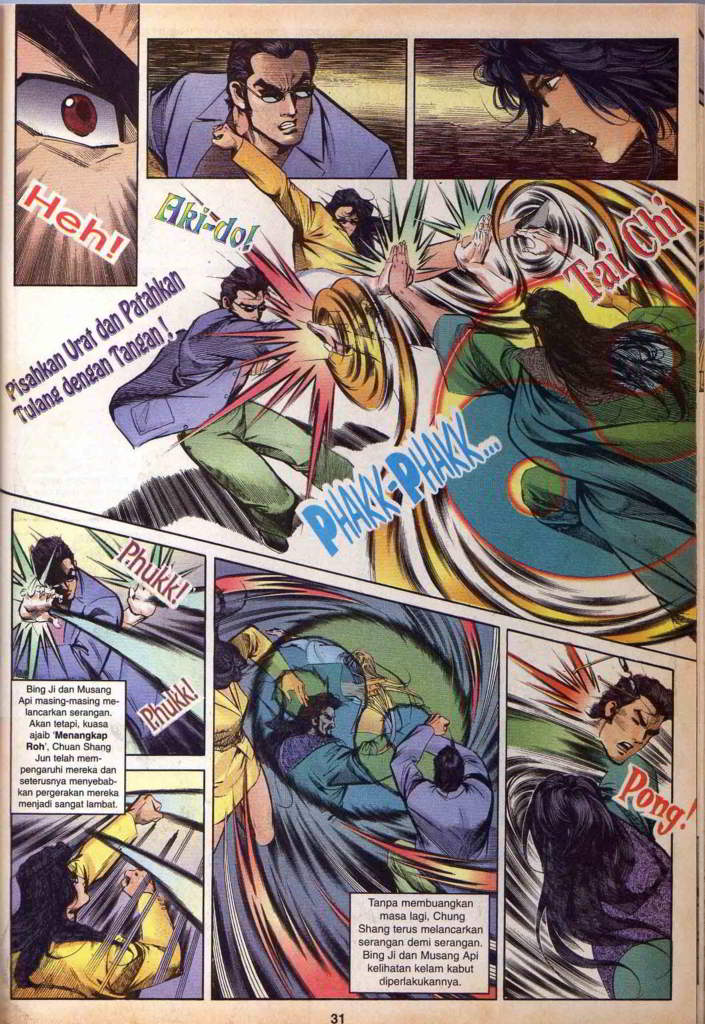 Heh!
Aki-do!
Tai Chi
Pisahkan Urat dan Patahkan
Tulang dengan Tangan !
PHAKK-PHAKK...
Phukk!
Phukk!
Bing Ji dan Musang
Api masing-masing me-
lancarkan serangan.
Akan tetapi, kuasa
ajaib 'Menangkap
Roh', Chuan Shang
Jun telah mem-
pengaruhi mereka dan
seterusnya menyebab-
kan pergerakan mereka
menjadi sangat lambat.
Tanpa membuangkan
masa lagi, Chung
Shang terus melancarkan
serangan demi serangan.
Bing Ji dan Musang Api
kelihatan kelam kabut
diperlakukannya.
Pong!
31